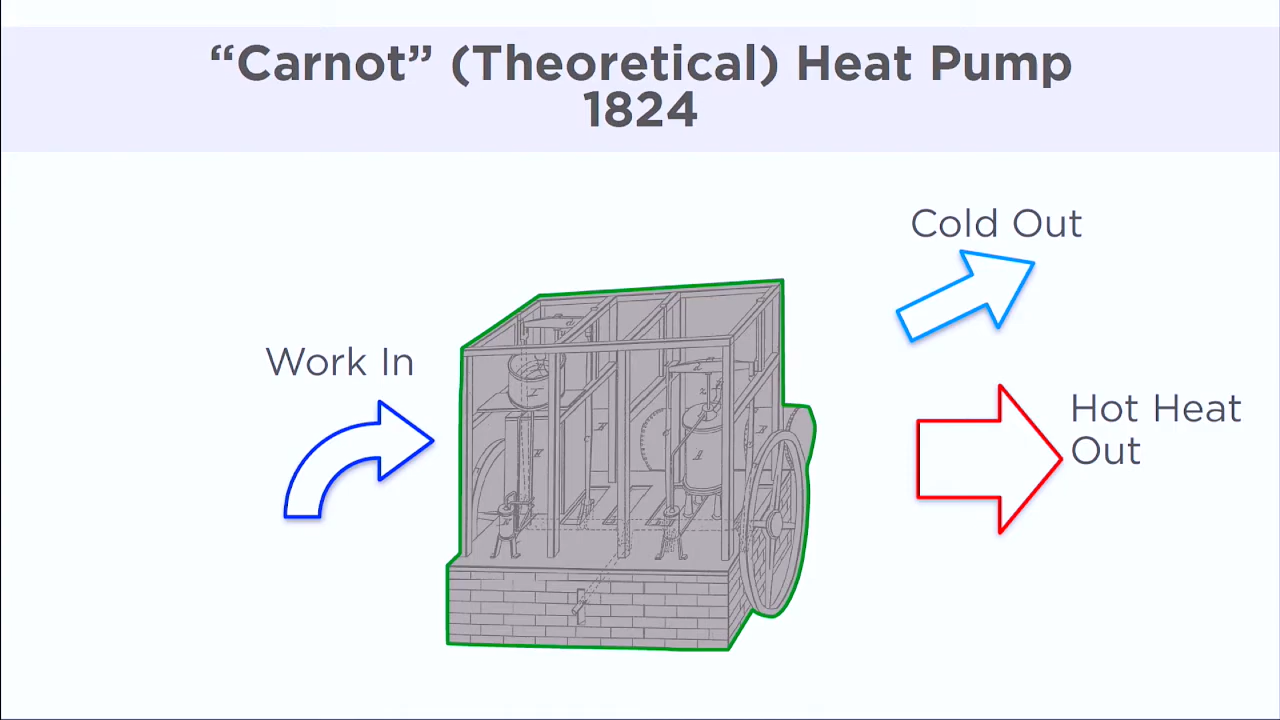 “Carnot” (Theoretical) Heat Pump
1824
Cold Out
Work In
Hot Heat
Out